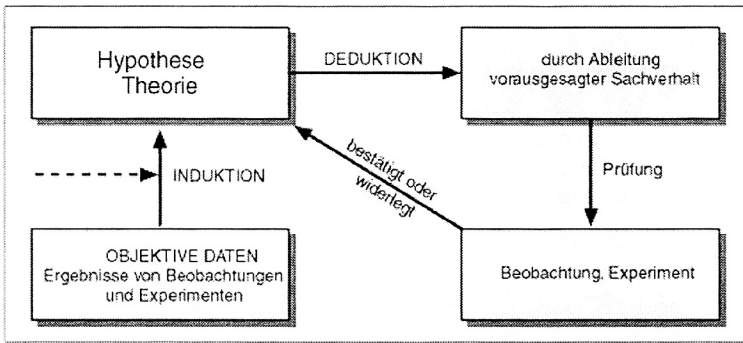 Hypothese
Theorie
DEDUKTION
durch Ableitung
vorausgesagter Sachverhalt
Prüfung
bestätigt oder
widerlegt
INDUKTION
OBJEKTIVE DATEN
Ergebnisse von Beobachtungen
und Experimenten
Beobachtung, Experiment